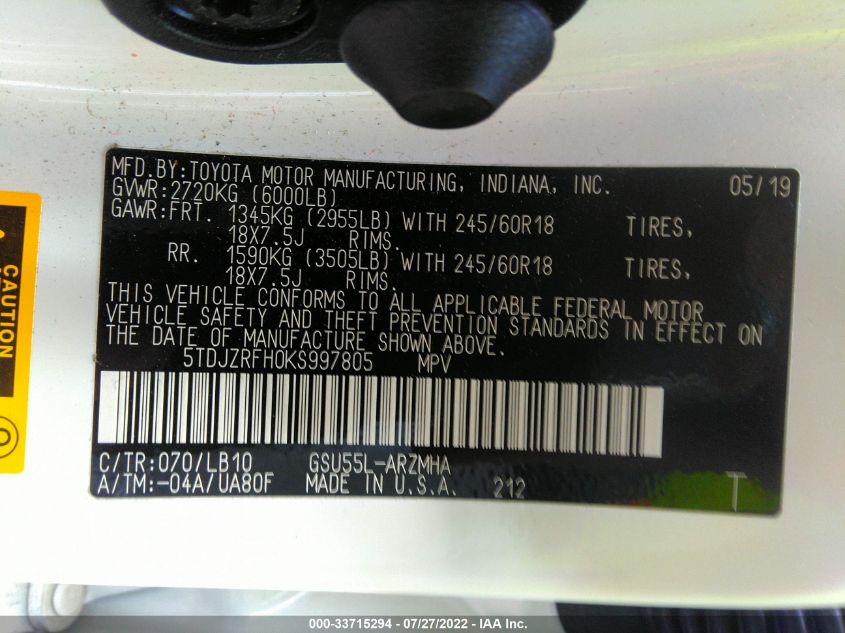 MFD.BY:TOYOTA MOTOR MANUFACTURING, INDIANA, INC. 05/19
GVWR:2720KG (6000LB)
GAWR:FRT. 1345KG (2955LB) WITH 245/60R18 TIRES,
18X7.5J RIMS.
RR. 1590KG (3505LB) WITH 245/60R18 TIRES,
18X7.5J RIMS.
THIS VEHICLE CONFORMS TO ALL APPLICABLE FEDERAL MOTOR
VEHICLE SAFETY AND THEFT PREVENTION STANDARDS IN EFFECT ON
THE DATE OF MANUFACTURE SHOWN ABOVE.
5TDJZRFH0KS997805 MPV
C/TR:070/LB10 GSU55L-ARZMHA
A/TM:-04A/UA80F MADE IN U.S.A. 212 T
CAUTION
000-33715294 - 07/27/2022 - IAA Inc.